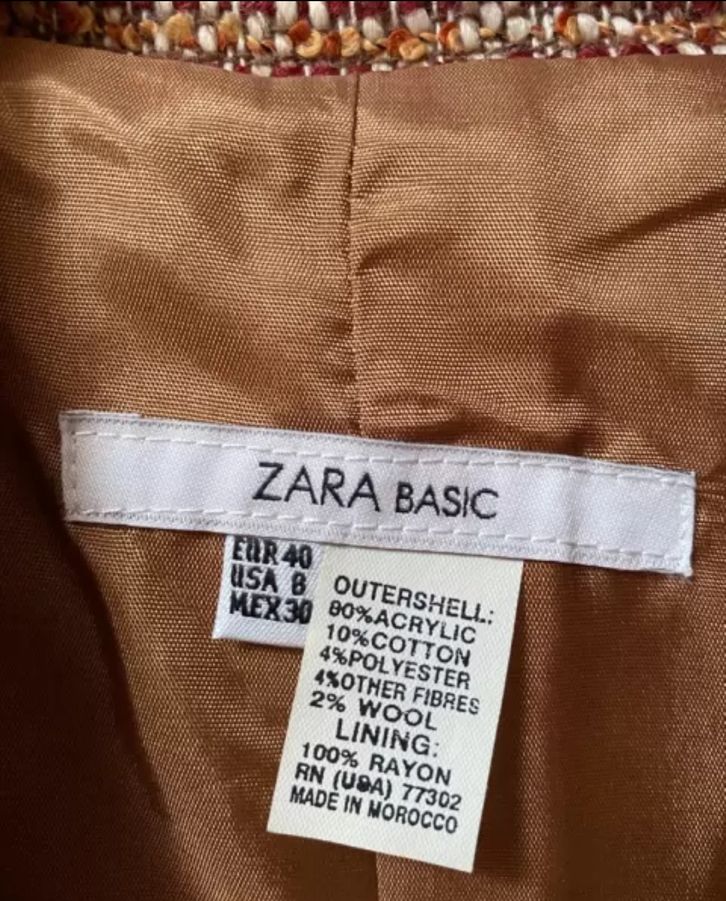 ZARA BASIC
EUR 40
USA 8
MEX 30
OUTERSHELL:
80%ACRYLIC
10%COTTON
4%POLYESTER
4%OTHER FIBRES
2% WOOL
LINING:
100% RAYON
RN (USA) 77302
MADE IN MOROCCO